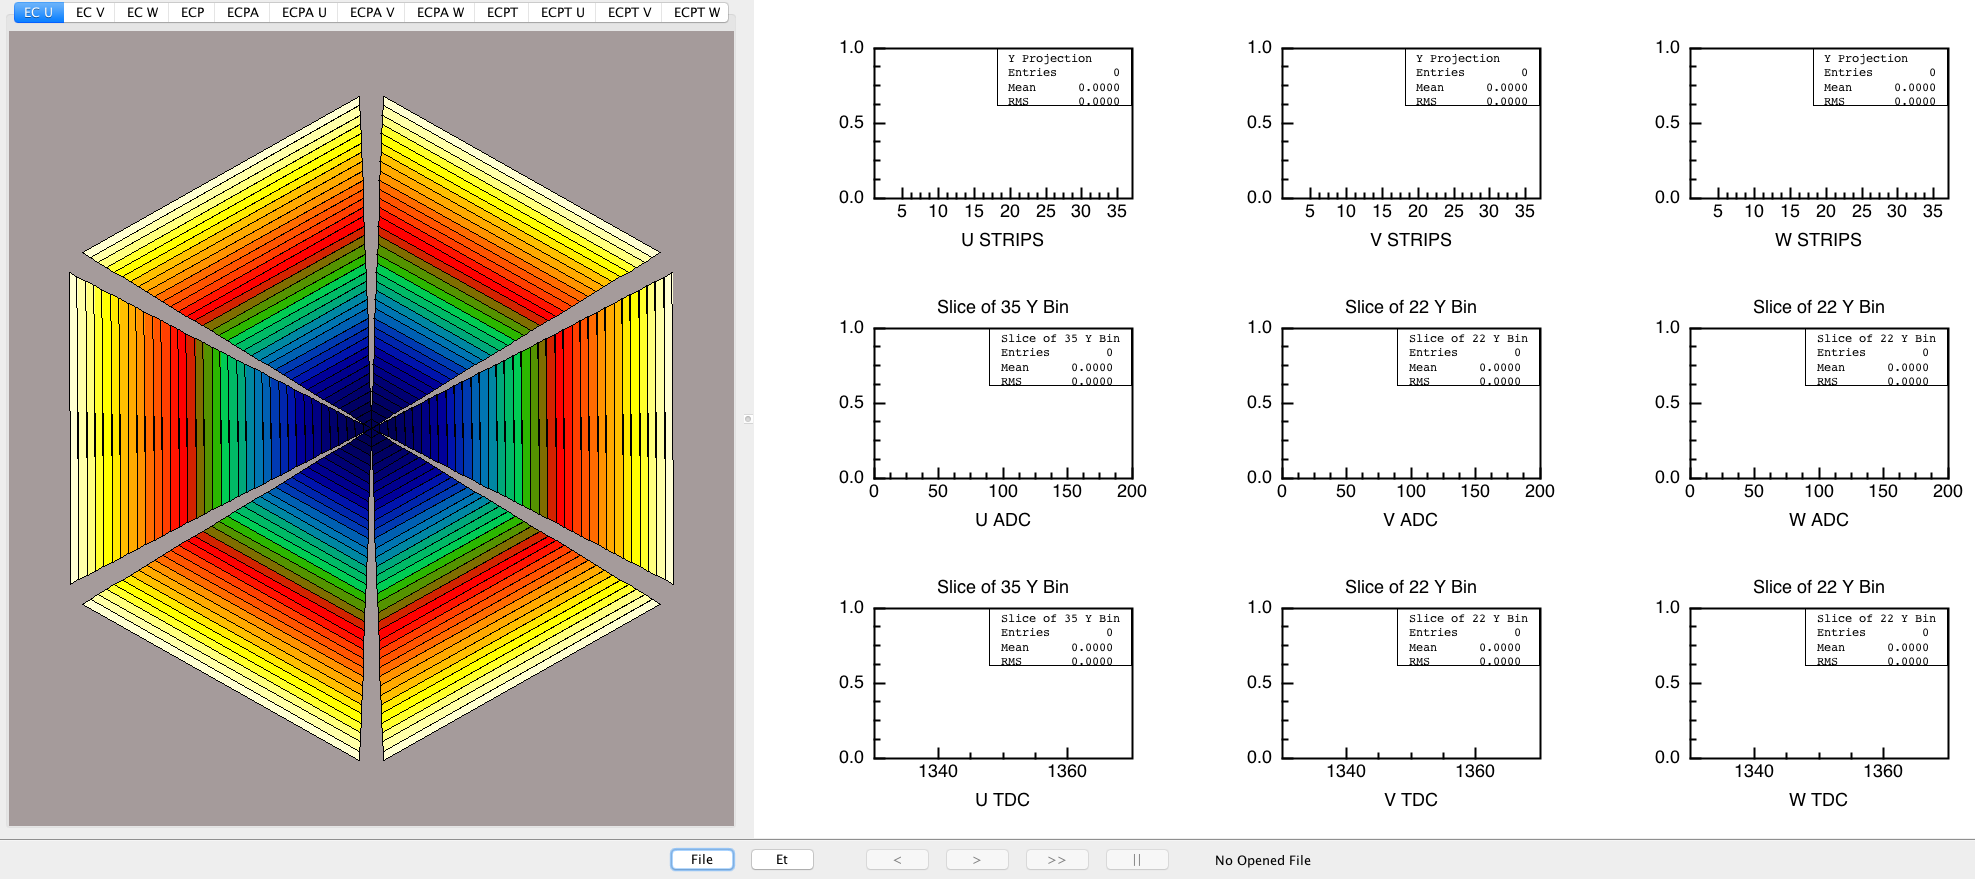 EC U EC V EC W ECP ECPA ECPA U ECPA V ECPA W ECPT ECPT U ECPT V ECPT W
1.0
Y Projection
Entries 0
Mean 0.0000
RMS 0.0000
0.5
0.0
5 10 15 20 25 30 35
U STRIPS
1.0
Y Projection
Entries 0
Mean 0.0000
RMS 0.0000
0.5
0.0
5 10 15 20 25 30 35
V STRIPS
1.0
Y Projection
Entries 0
Mean 0.0000
RMS 0.0000
0.5
0.0
5 10 15 20 25 30 35
W STRIPS
Slice of 35 Y Bin
1.0
Slice of 35 Y Bin
Entries 0
Mean 0.0000
RMS 0.0000
0.5
0.0
0 50 100 150 200
U ADC
Slice of 22 Y Bin
1.0
Slice of 22 Y Bin
Entries 0
Mean 0.0000
RMS 0.0000
0.5
0.0
0 50 100 150 200
V ADC
Slice of 22 Y Bin
1.0
Slice of 22 Y Bin
Entries 0
Mean 0.0000
RMS 0.0000
0.5
0.0
0 50 100 150 200
W ADC
Slice of 35 Y Bin
1.0
Slice of 35 Y Bin
Entries 0
Mean 0.0000
RMS 0.0000
0.5
0.0
1340 1360
U TDC
Slice of 22 Y Bin
1.0
Slice of 22 Y Bin
Entries 0
Mean 0.0000
RMS 0.0000
0.5
0.0
1340 1360
V TDC
Slice of 22 Y Bin
1.0
Slice of 22 Y Bin
Entries 0
Mean 0.0000
RMS 0.0000
0.5
0.0
1340 1360
W TDC
File Et < > >> || No Opened File